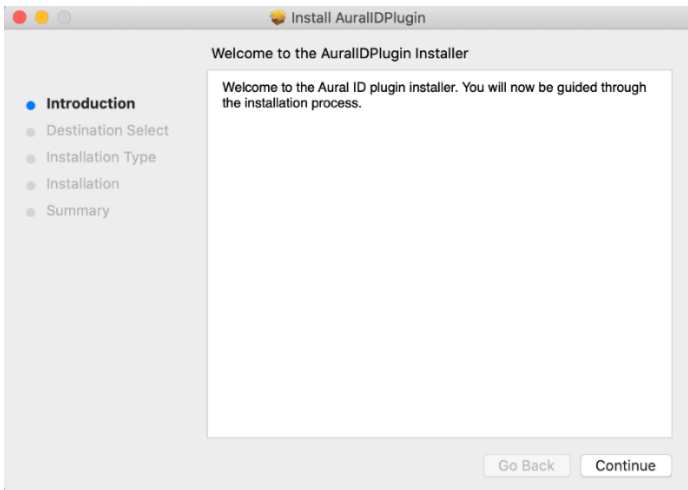 Install AuralIDPlugin
Welcome to the AuralIDPlugin Installer
Introduction
Destination Select
Installation Type
Installation
Summary
Welcome to the Aural ID plugin installer. You will now be guided through
the installation process.
Go Back
Continue